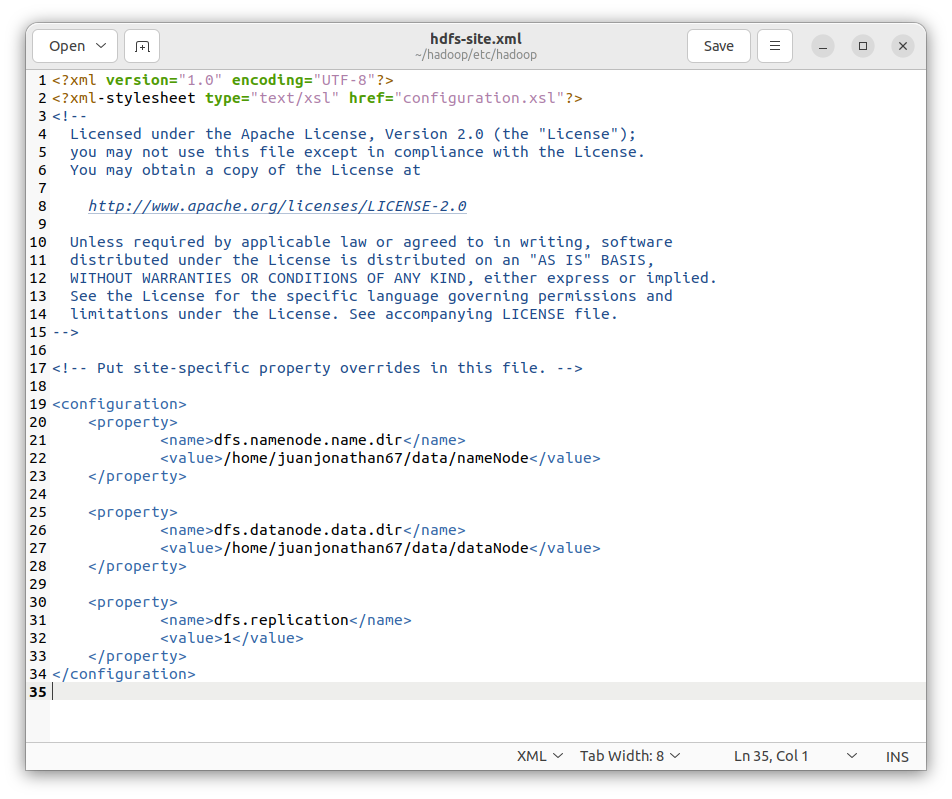 Open
hdfs-site.xml
~/hadoop/etc/hadoop
Save
1 <?xml version="1.0" encoding="UTF-8"?>
2 <?xml-stylesheet type="text/xsl" href="configuration.xsl"?>
3 <!--
4   Licensed under the Apache License, Version 2.0 (the "License");
5   you may not use this file except in compliance with the License.
6   You may obtain a copy of the License at
7
8     http://www.apache.org/licenses/LICENSE-2.0
9
10   Unless required by applicable law or agreed to in writing, software
11   distributed under the License is distributed on an "AS IS" BASIS,
12   WITHOUT WARRANTIES OR CONDITIONS OF ANY KIND, either express or implied.
13   See the License for the specific language governing permissions and
14   limitations under the License. See accompanying LICENSE file.
15 -->
16
17 <!-- Put site-specific property overrides in this file. -->
18
19 <configuration>
20     <property>
21             <name>dfs.namenode.name.dir</name>
22             <value>/home/juanjonathan67/data/nameNode</value>
23     </property>
24
25     <property>
26             <name>dfs.datanode.data.dir</name>
27             <value>/home/juanjonathan67/data/dataNode</value>
28     </property>
29
30     <property>
31             <name>dfs.replication</name>
32             <value>1</value>
33     </property>
34 </configuration>
35
XML
Tab Width: 8
Ln 35, Col 1
INS